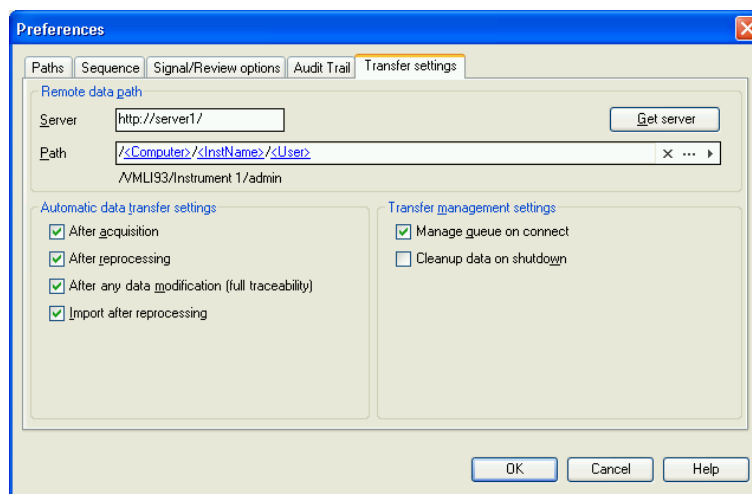 Preferences
Paths Sequence Signal/Review options Audit Trail Transfer settings
Remote data path
Server http://server1/ Get server
Path /<Computer>/<InstName>/<User>
/VMLI93/Instrument 1/admin
Automatic data transfer settings Transfer management settings
After acquisition Manage queue on connect
After reprocessing Cleanup data on shutdown
After any data modification (full traceability)
Import after reprocessing
OK Cancel Help